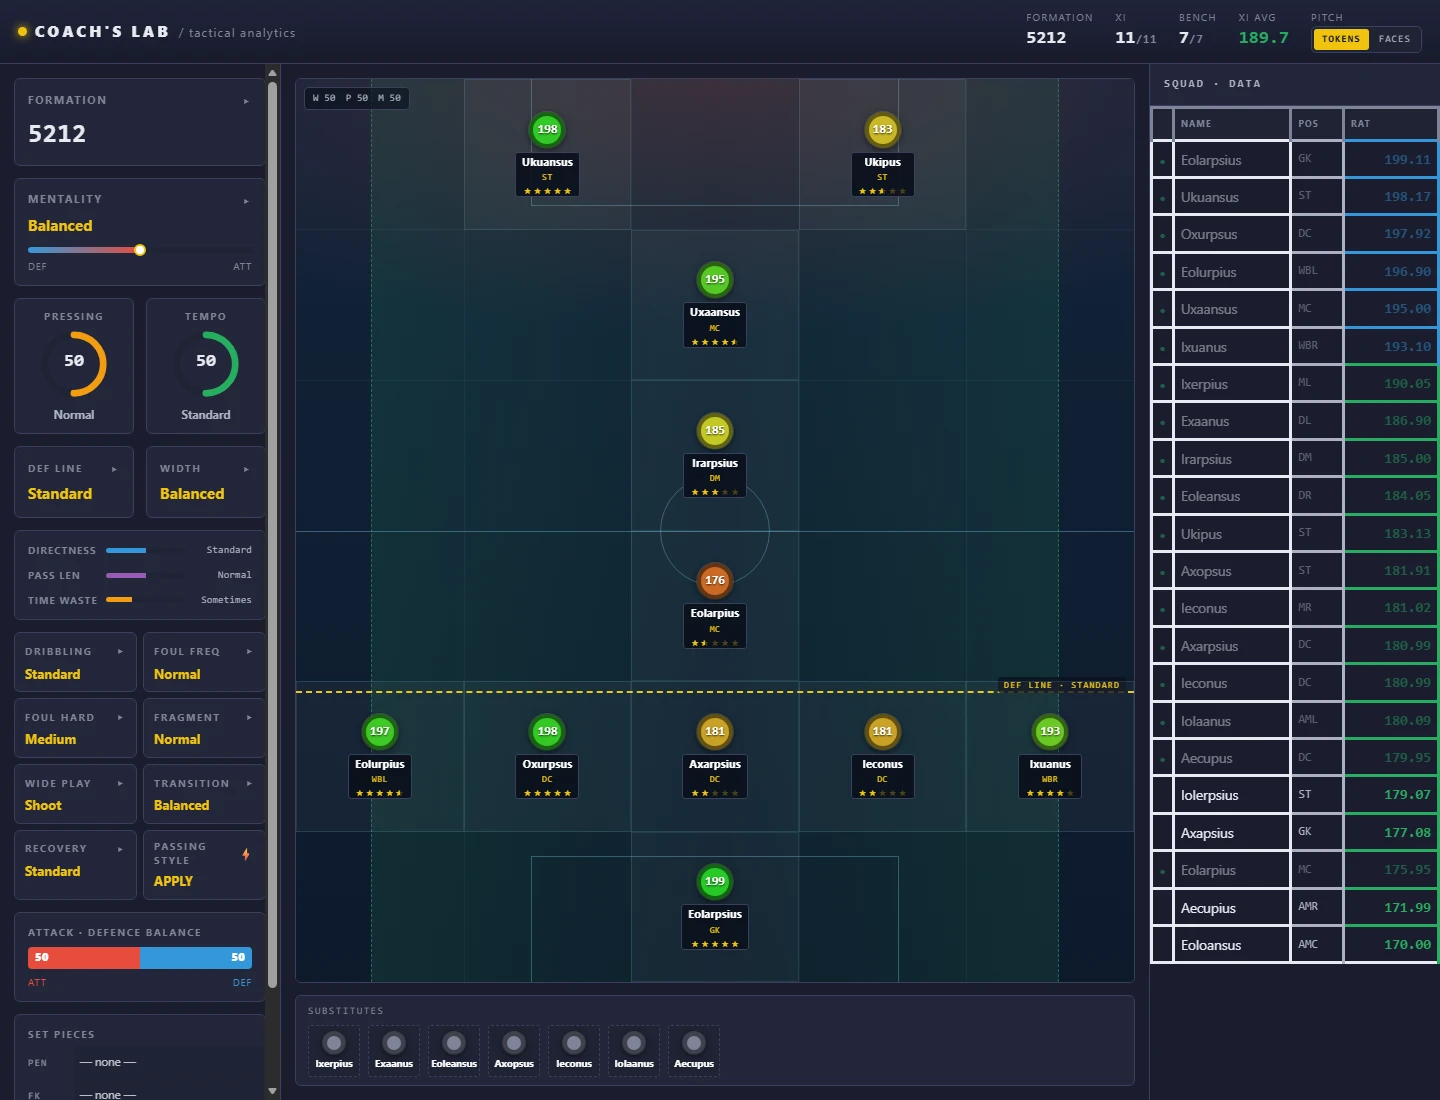 COACH'S LAB / tactical analytics
FORMATION
5212
XI
11/11
BENCH
7/7
XI AVG
189.7
PITCH
TOKENS FACES
FORMATION ▸
5212
MENTALITY ▸
Balanced
DEF ATT
PRESSING
50
Normal
TEMPO
50
Standard
DEF LINE ▸
Standard
WIDTH ▸
Balanced
DIRECTNESS Standard
PASS LEN Normal
TIME WASTE Sometimes
DRIBBLING ▸
Standard
FOUL FREQ ▸
Normal
FOUL HARD ▸
Medium
FRAGMENT ▸
Normal
WIDE PLAY ▸
Shoot
TRANSITION ▸
Balanced
RECOVERY ▸
Standard
PASSING STYLE
APPLY
ATTACK · DEFENCE BALANCE
50 50
ATT DEF
SET PIECES
PEN — none —
FK — none —
W 50 P 50 M 50
198
Ukuansus
ST
183
Ukipus
ST
195
Uxaansus
MC
185
Irarpsius
DM
176
Eolarpius
MC
DEF LINE · STANDARD
197
Eolurpius
WBL
198
Oxurpsus
DC
181
Axarpsius
DC
181
Ieconus
DC
193
Ixuanus
WBR
199
Eolarpsius
GK
SUBSTITUTES
Ixerpius
Exaanus
Eoleansus
Axopsus
Ieconus
Iolaanus
Aecupus
SQUAD · DATA
NAME POS RAT
Eolarpsius GK 199.11
Ukuansus ST 198.17
Oxurpsus DC 197.92
Eolurpius WBL 196.90
Uxaansus MC 195.00
Ixuanus WBR 193.10
Ixerpius ML 190.05
Exaanus DL 186.90
Irarpsius DM 185.00
Eoleansus DR 184.05
Ukipus ST 183.13
Axopsus ST 181.91
Ieconus MR 181.02
Axarpsius DC 180.99
Ieconus DC 180.99
Iolaanus AML 180.09
Aecupus DC 179.95
Iolerpsius ST 179.07
Axapsius GK 177.08
Eolarpius MC 175.95
Aecupius AMR 171.99
Eoloansus AMC 170.00